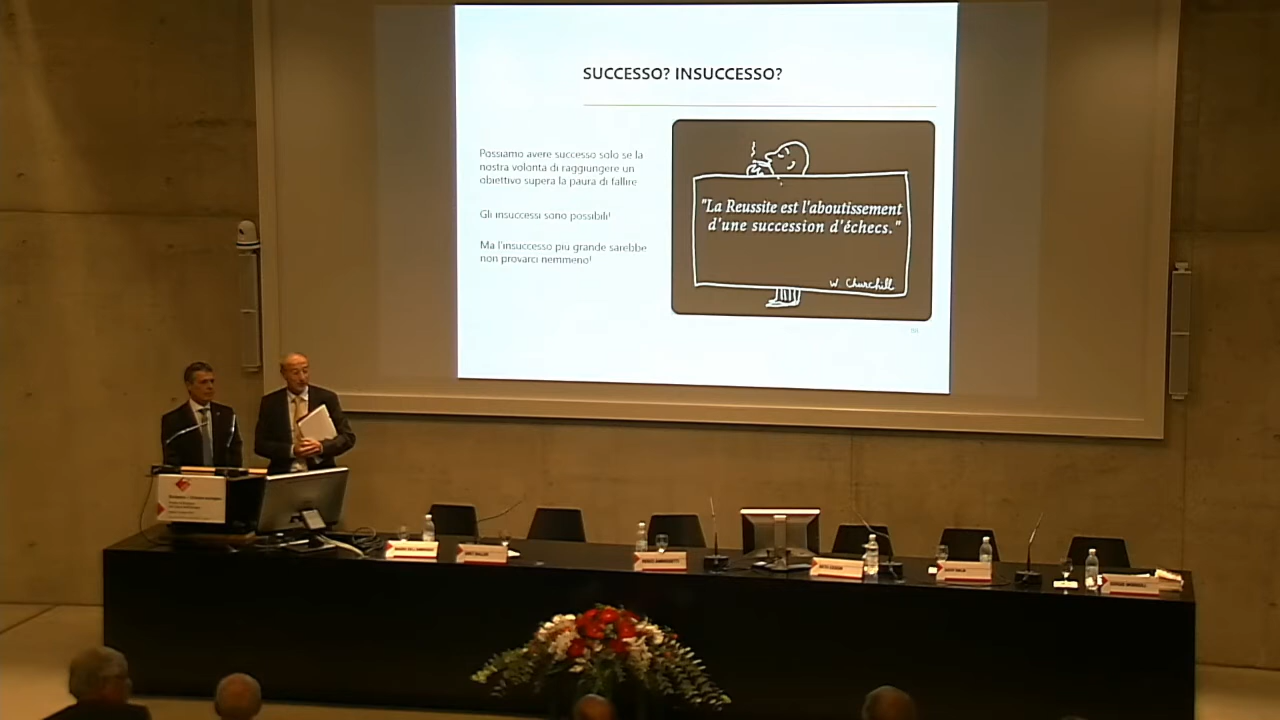 SUCCESSO? INSUCCESSO?
Possiamo avere successo solo se la
nostra volontà di raggiungere un
obiettivo supera la paura di fallire
Gli insuccessi sono possibili!
Ma l'insuccesso più grande sarebbe
non provarci nemmeno!
"La Reussite est l'aboutissement
d'une succession d'échecs."
W. Churchill